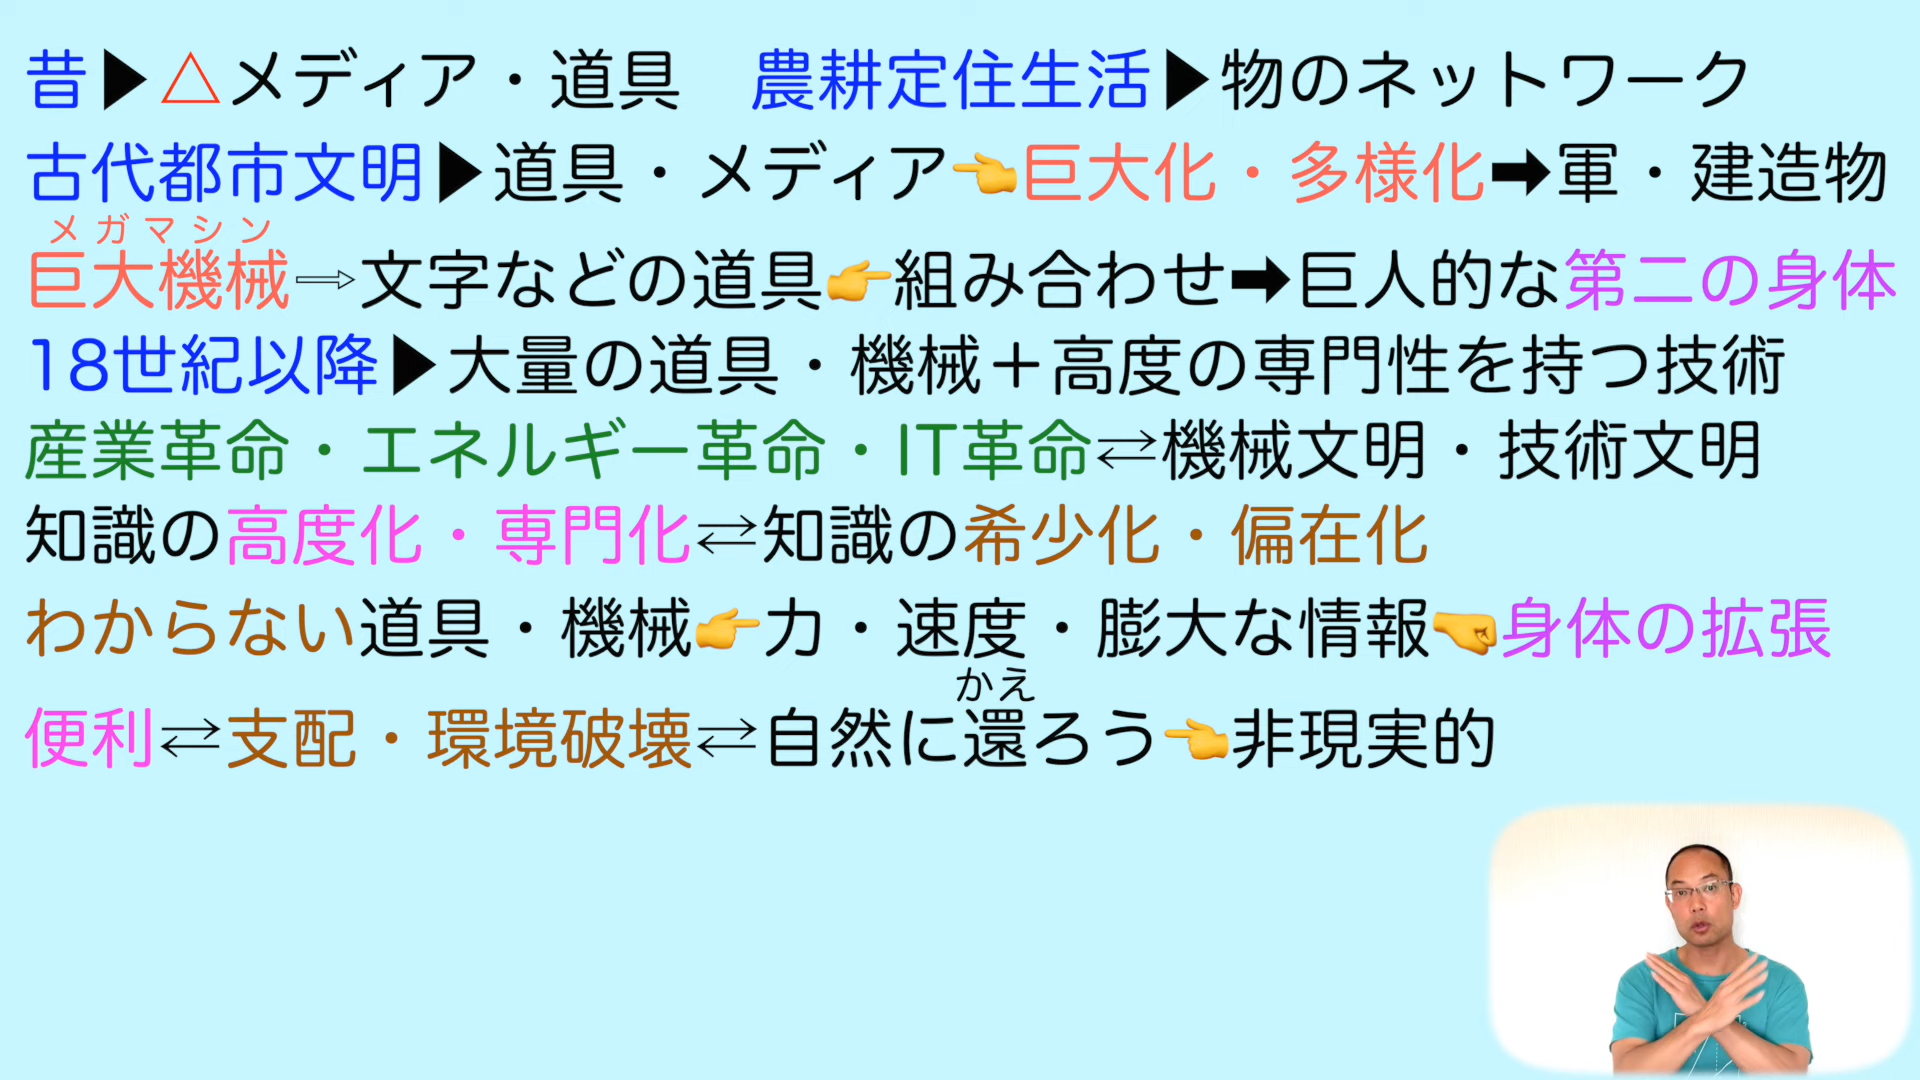 昔▶△メディア・道具　農耕定住生活▶物のネットワーク
古代都市文明▶道具・メディア👈巨大化・多様化➡軍・建造物
メガマシン
巨大機械⇨文字などの道具👉組み合わせ➡巨人的な第二の身体
18世紀以降▶大量の道具・機械＋高度の専門性を持つ技術
産業革命・エネルギー革命・IT革命⇄機械文明・技術文明
知識の高度化・専門化⇄知識の希少化・偏在化
わからない道具・機械👉力・速度・膨大な情報🤜身体の拡張
かえ
便利⇄支配・環境破壊⇄自然に還ろう👈非現実的